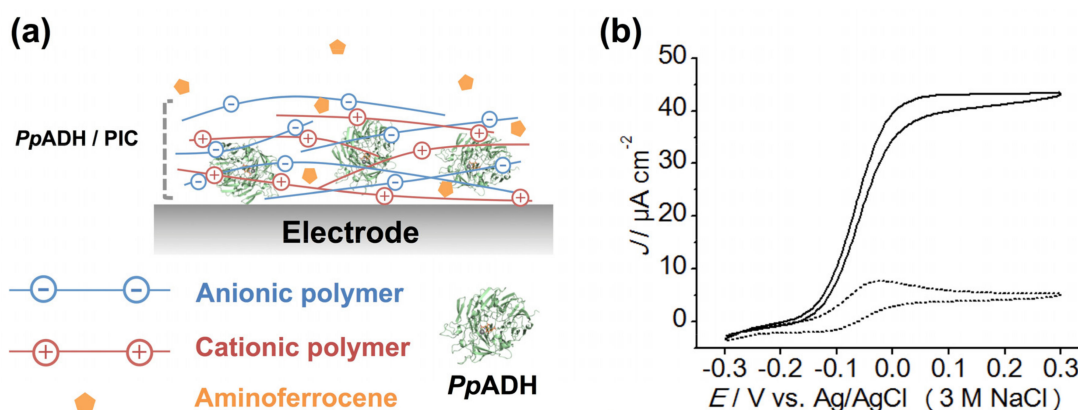 (a)
PpADH / PIC
Electrode
Anionic polymer
Cationic polymer
Aminoferrocene
PpADH
(b)
J / μA cm⁻²
50
40
30
20
10
0
-0.3 -0.2 -0.1 0.0 0.1 0.2 0.3
E / V vs. Ag/AgCl (3 M NaCl)